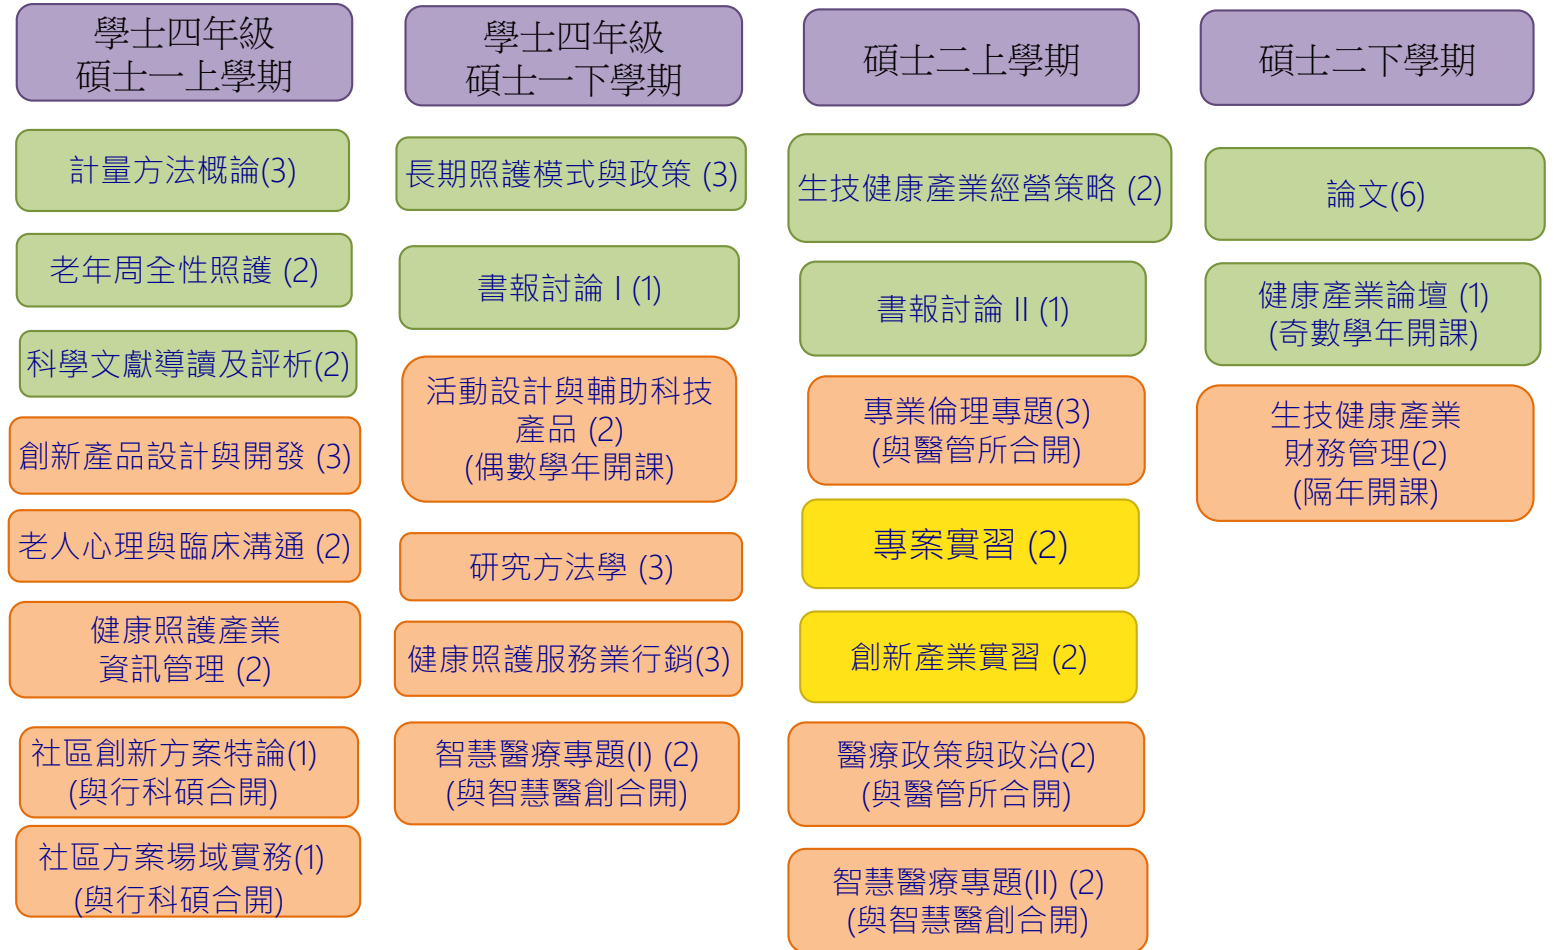 學士四年級
碩士一上學期
計量方法概論(3)
老年周全性照護 (2)
科學文獻導讀及評析(2)
創新產品設計與開發 (3)
老人心理與臨床溝通 (2)
健康照護產業
資訊管理 (2)
社區創新方案特論(1)
(與行科碩合開)
社區方案場域實務(1)
(與行科碩合開)
學士四年級
碩士一下學期
長期照護模式與政策 (3)
書報討論 I (1)
活動設計與輔助科技
產品 (2)
(偶數學年開課)
研究方法學 (3)
健康照護服務業行銷(3)
智慧醫療專題(I) (2)
(與智慧醫創合開)
碩士二上學期
生技健康產業經營策略 (2)
書報討論 II (1)
專業倫理專題(3)
(與醫管所合開)
專案實習 (2)
創新產業實習 (2)
醫療政策與政治(2)
(與醫管所合開)
智慧醫療專題(II) (2)
(與智慧醫創合開)
碩士二下學期
論文(6)
健康產業論壇 (1)
(奇數學年開課)
生技健康產業
財務管理(2)
(隔年開課)